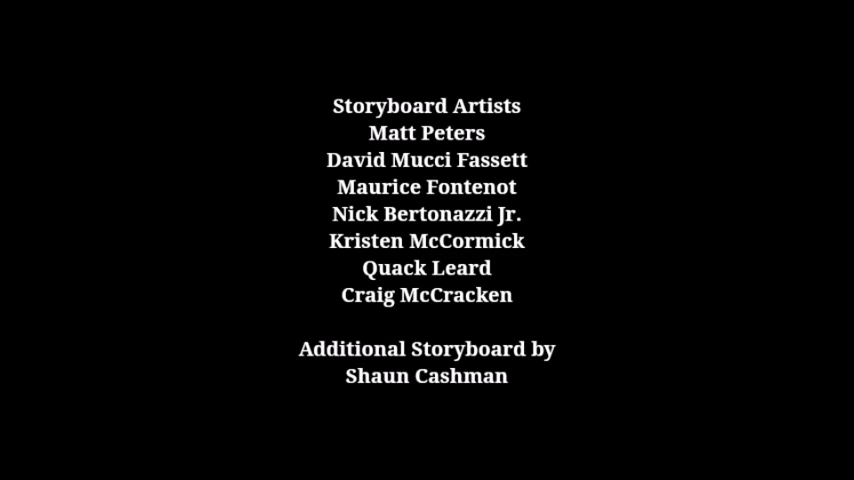 Storyboard Artists
Matt Peters
David Mucci Fassett
Maurice Fontenot
Nick Bertonazzi Jr.
Kristen McCormick
Quack Leard
Craig McCracken
Additional Storyboard by
Shaun Cashman